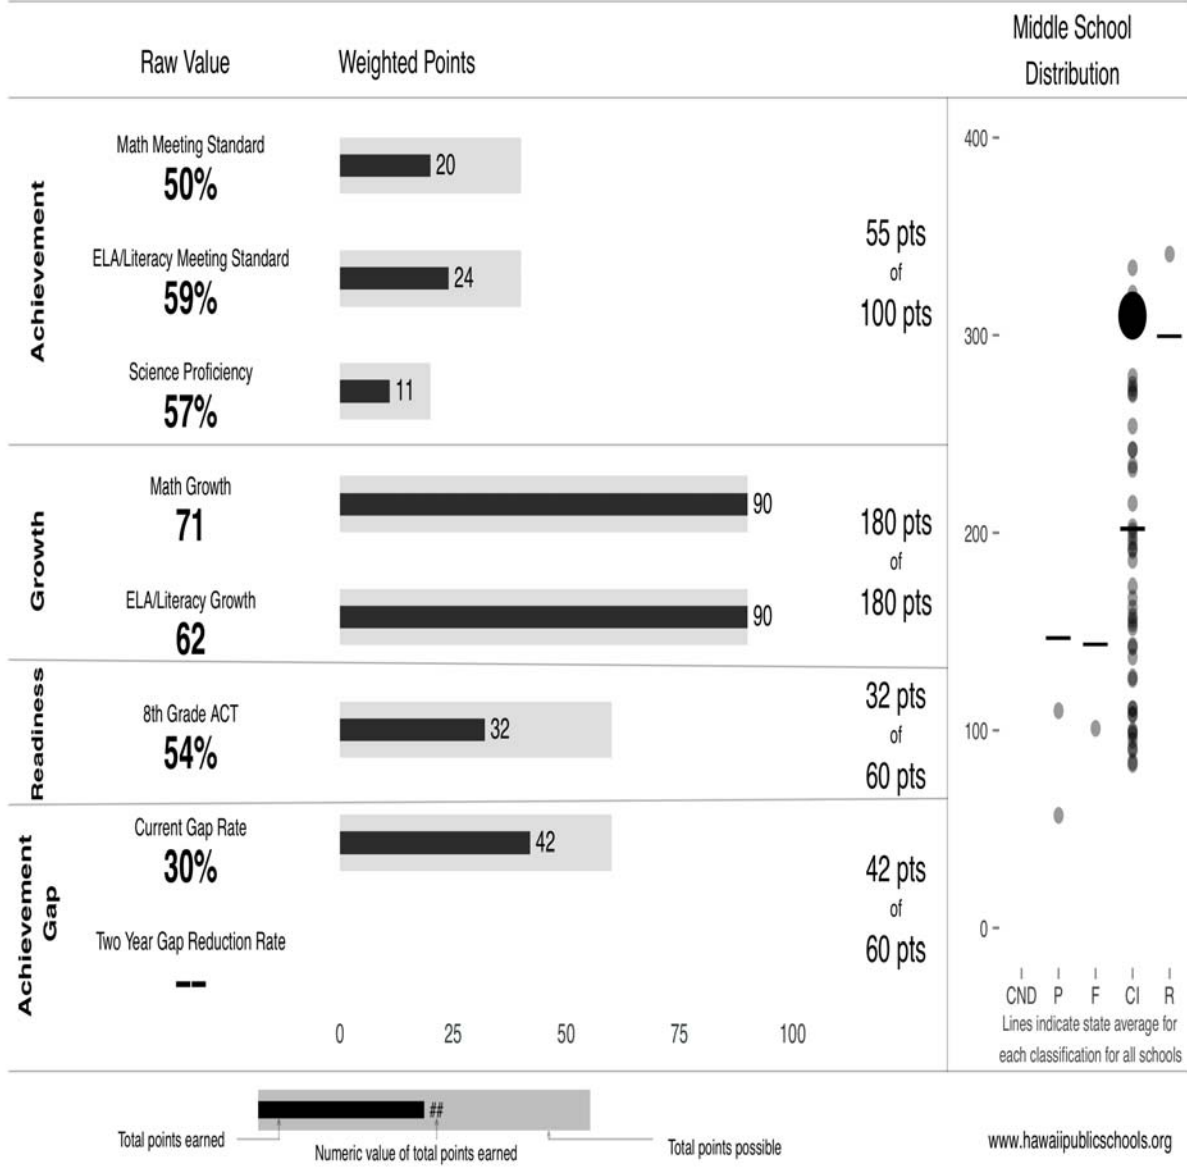 Raw Value
Weighted Points
Middle School
Distribution
Achievement
Math Meeting Standard
50%
20
ELA/Literacy Meeting Standard
59%
24
Science Proficiency
57%
11
55 pts
of
100 pts
Growth
Math Growth
71
90
ELA/Literacy Growth
62
90
180 pts
of
180 pts
Readiness
8th Grade ACT
54%
32
32 pts
of
60 pts
Achievement
Gap
Current Gap Rate
30%
42
Two Year Gap Reduction Rate
--
42 pts
of
60 pts
0 25 50 75 100
400
300
200
100
0
CND P F CI R
Lines indicate state average for
each classification for all schools
##
Total points earned
Numeric value of total points earned
Total points possible
www.hawaiipublicschools.org